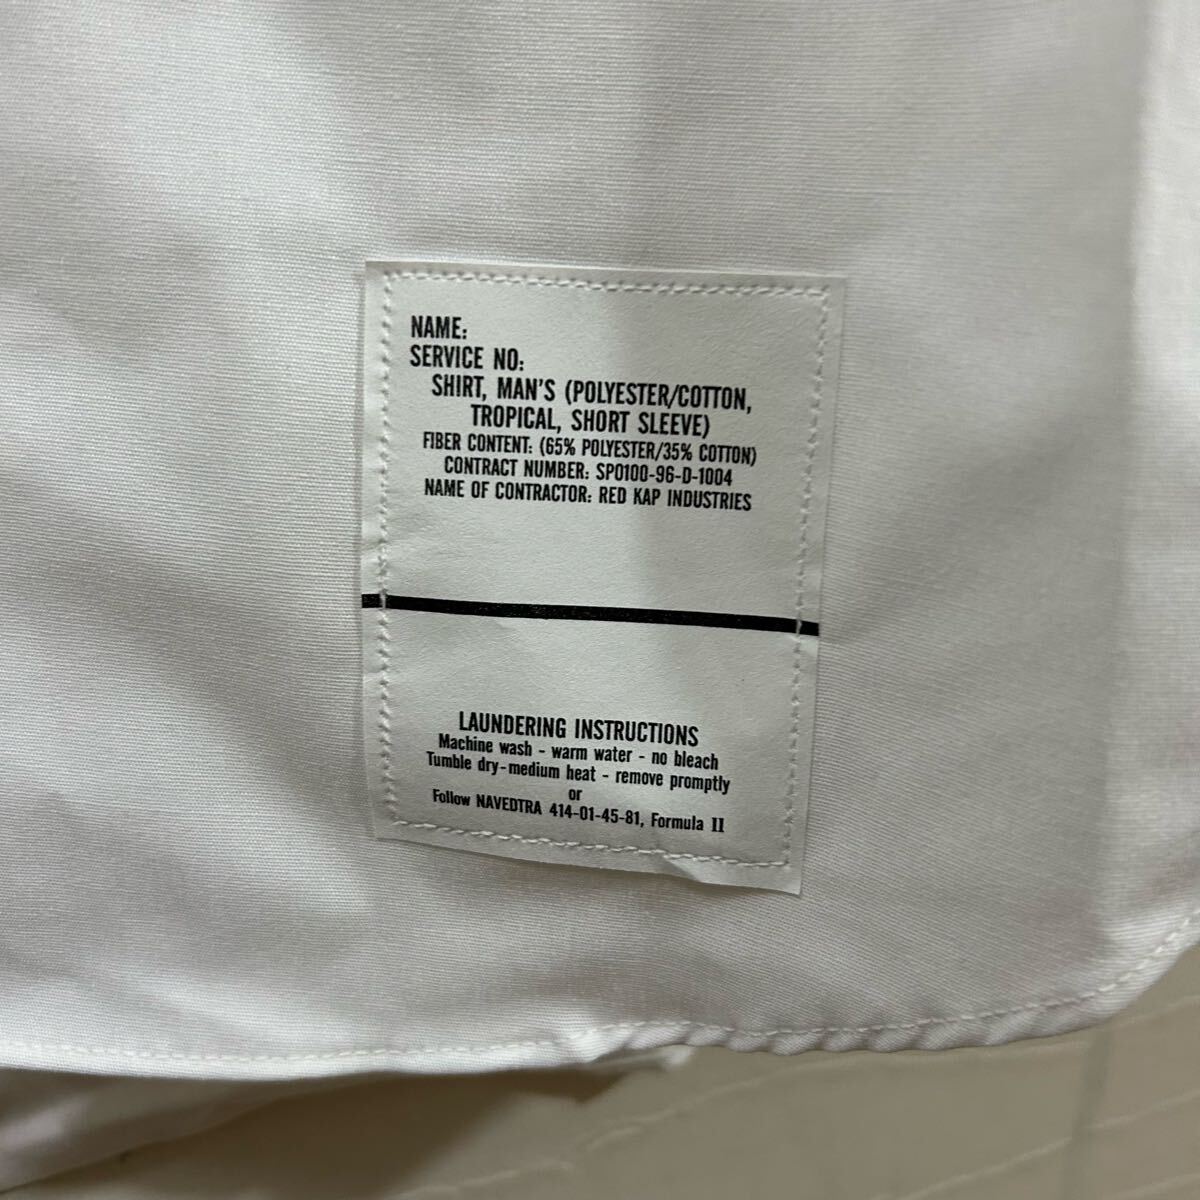 NAME:
SERVICE NO:
SHIRT, MAN'S (POLYESTER/COTTON,
TROPICAL, SHORT SLEEVE)
FIBER CONTENT: (65% POLYESTER/35% COTTON)
CONTRACT NUMBER: SPO100-96-D-1004
NAME OF CONTRACTOR: RED KAP INDUSTRIES
LAUNDERING INSTRUCTIONS
Machine wash - warm water - no bleach
Tumble dry-medium heat - remove promptly
or
Follow NAVEDTRA 414-01-45-81, Formula II